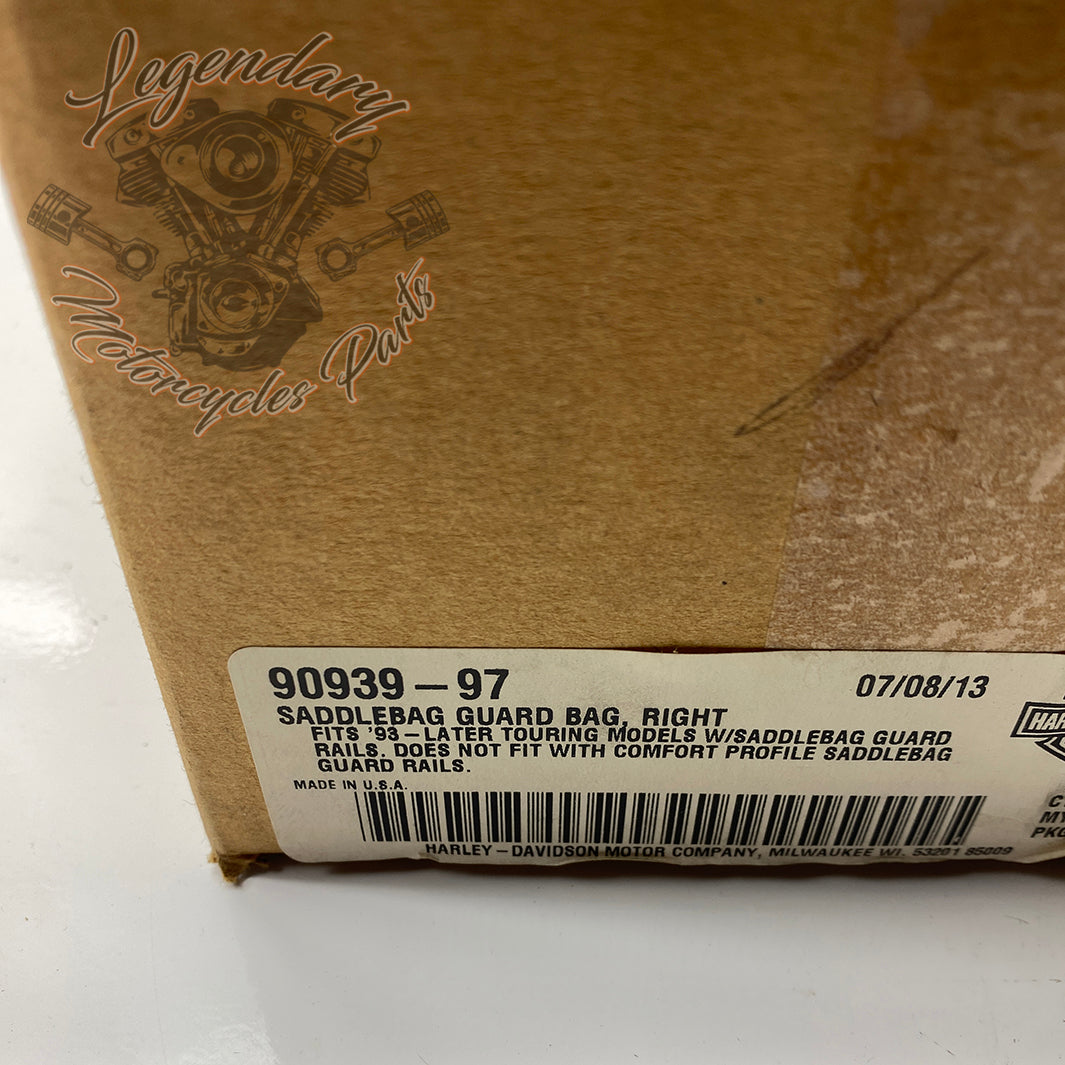 Legendary
Motorcycles Parts
90939-97
07/08/13
SADDLEBAG GUARD BAG, RIGHT
FITS '93-LATER TOURING MODELS W/SADDLEBAG GUARD
RAILS. DOES NOT FIT WITH COMFORT PROFILE SADDLEBAG
GUARD RAILS.
MADE IN U.S.A.
HARLEY-DAVIDSON MOTOR COMPANY, MILWAUKEE WI. 53201 85009